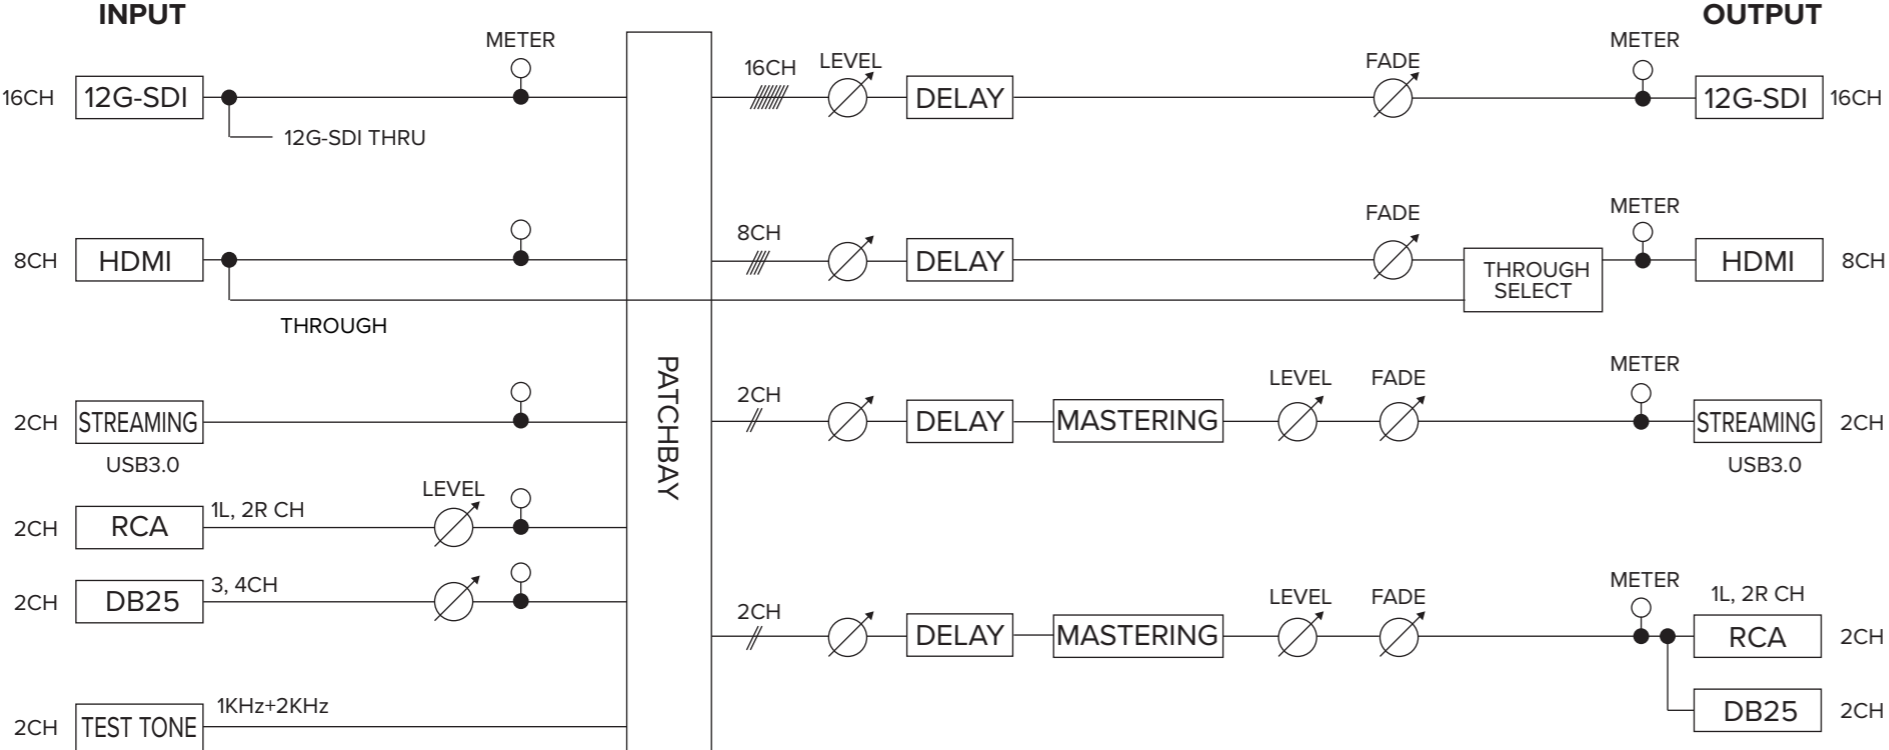 INPUT
OUTPUT
METER
METER
16CH
LEVEL
FADE
16CH
12G-SDI
DELAY
12G-SDI
16CH
12G-SDI THRU
FADE
METER
8CH
8CH
HDMI
DELAY
THROUGH
SELECT
HDMI
8CH
THROUGH
PATCHBAY
METER
LEVEL
FADE
2CH
2CH
STREAMING
DELAY
MASTERING
STREAMING
2CH
USB3.0
USB3.0
LEVEL
1L, 2R CH
2CH
RCA
METER
3, 4CH
LEVEL
FADE
1L, 2R CH
2CH
DB25
2CH
DELAY
MASTERING
RCA
2CH
1KHz+2KHz
2CH
TEST TONE
DB25
2CH